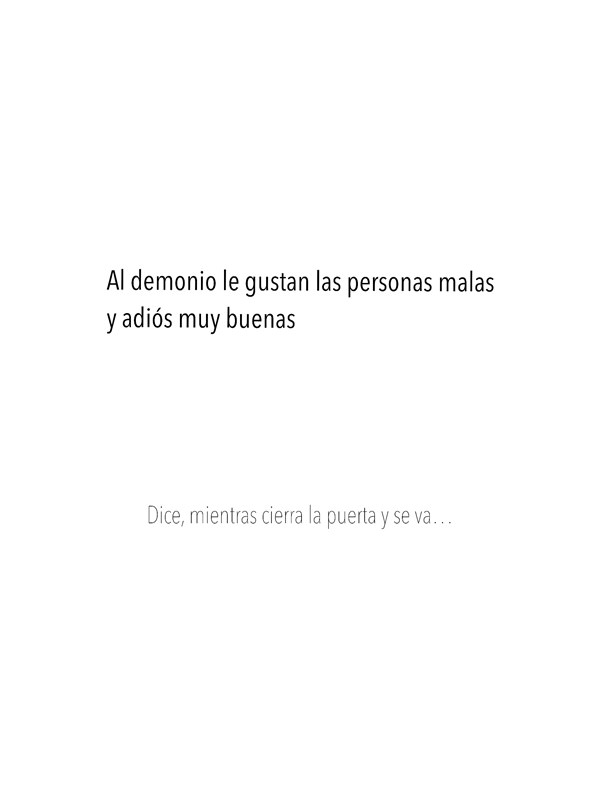 Al demonio le gustan las personas malas
y adiós muy buenas
Dice, mientras cierra la puerta y se va…